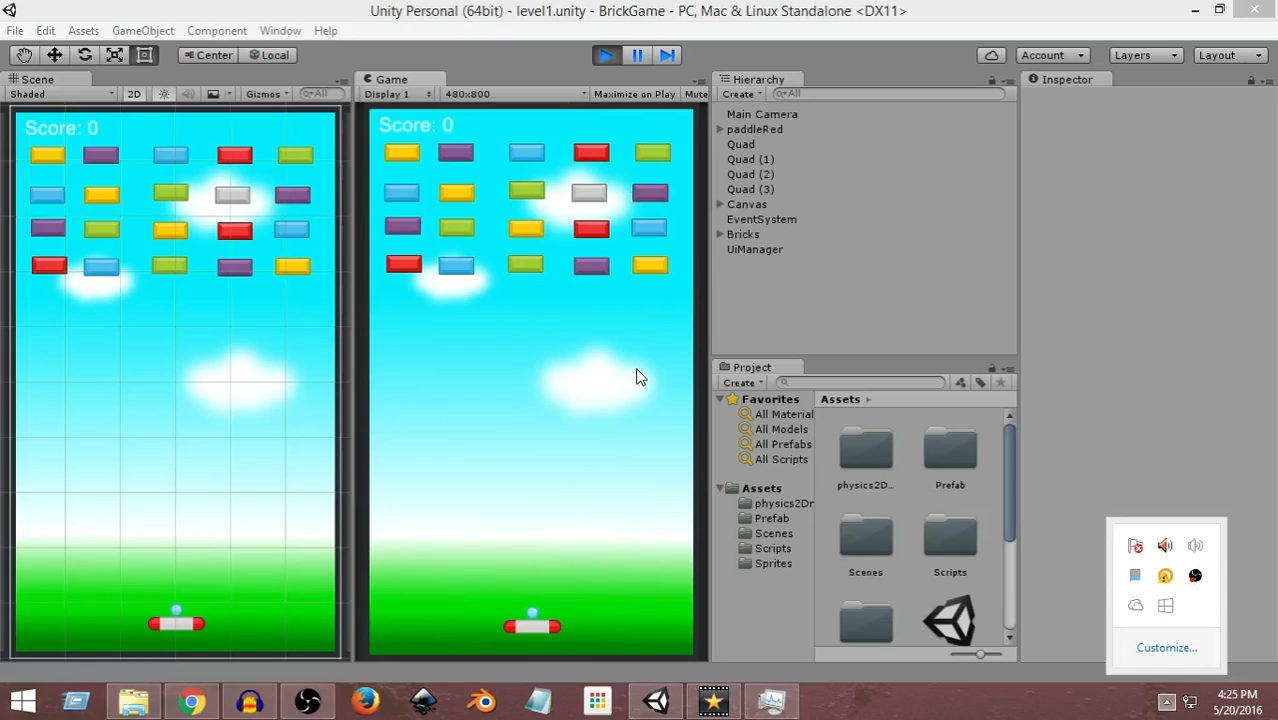 Unity Personal (64bit) - level1.unity - BrickGame - PC, Mac & Linux Standalone <DX11>
File Edit Assets GameObject Component Window Help
Center Local Account Layers Layout
Scene Game Hierarchy Inspector
Shaded 2D Gizmos All Display 1 480x800 Maximize on Play Mute Create All
Score: 0
Score: 0
Main Camera
paddleRed
Quad
Quad (1)
Quad (2)
Quad (3)
Canvas
EventSystem
Bricks
UiManager
Project
Create
Favorites
All Material
All Models
All Prefabs
All Scripts
Assets
physics2Dr
Prefab
Scenes
Scripts
Sprites
Assets
physics2D... Prefab
Scenes Scripts
Customize...
4:25 PM
5/20/2016